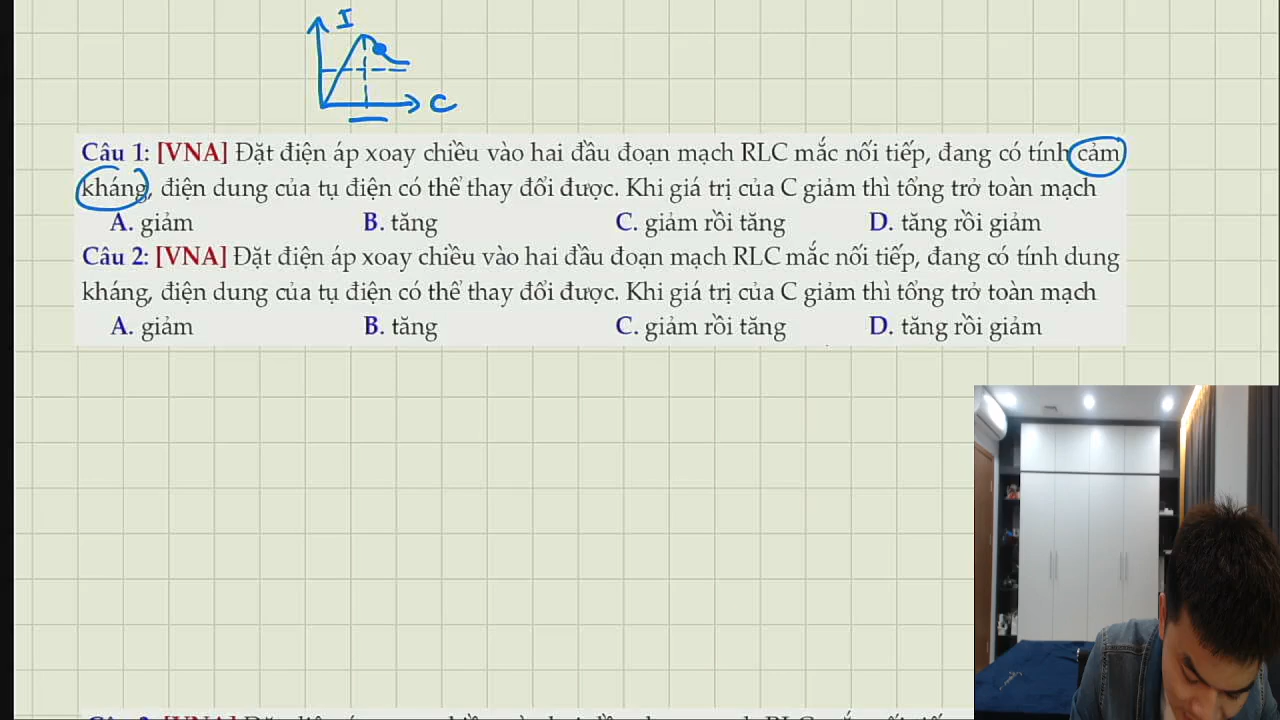 I
C
Câu 1: [VNA] Đặt điện áp xoay chiều vào hai đầu đoạn mạch RLC mắc nối tiếp, đang có tính cảm
kháng, điện dung của tụ điện có thể thay đổi được. Khi giá trị của C giảm thì tổng trở toàn mạch
A. giảm B. tăng C. giảm rồi tăng D. tăng rồi giảm
Câu 2: [VNA] Đặt điện áp xoay chiều vào hai đầu đoạn mạch RLC mắc nối tiếp, đang có tính dung
kháng, điện dung của tụ điện có thể thay đổi được. Khi giá trị của C giảm thì tổng trở toàn mạch
A. giảm B. tăng C. giảm rồi tăng D. tăng rồi giảm